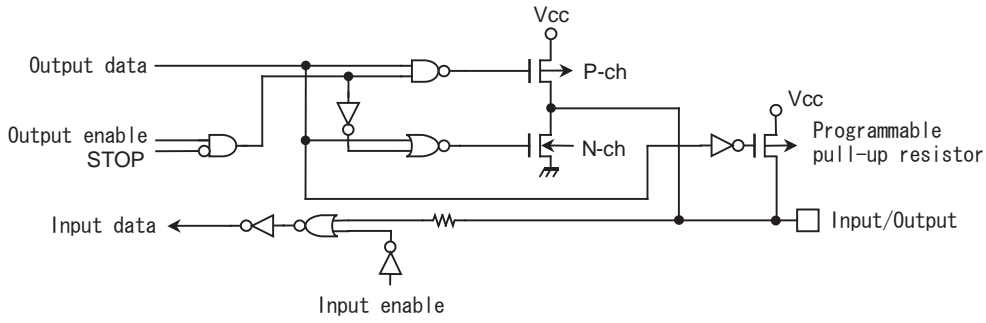 Vcc
Output data
P-ch
Vcc
Output enable
STOP
N-ch
Programmable
pull-up resistor
Input data
Input/Output
Input enable